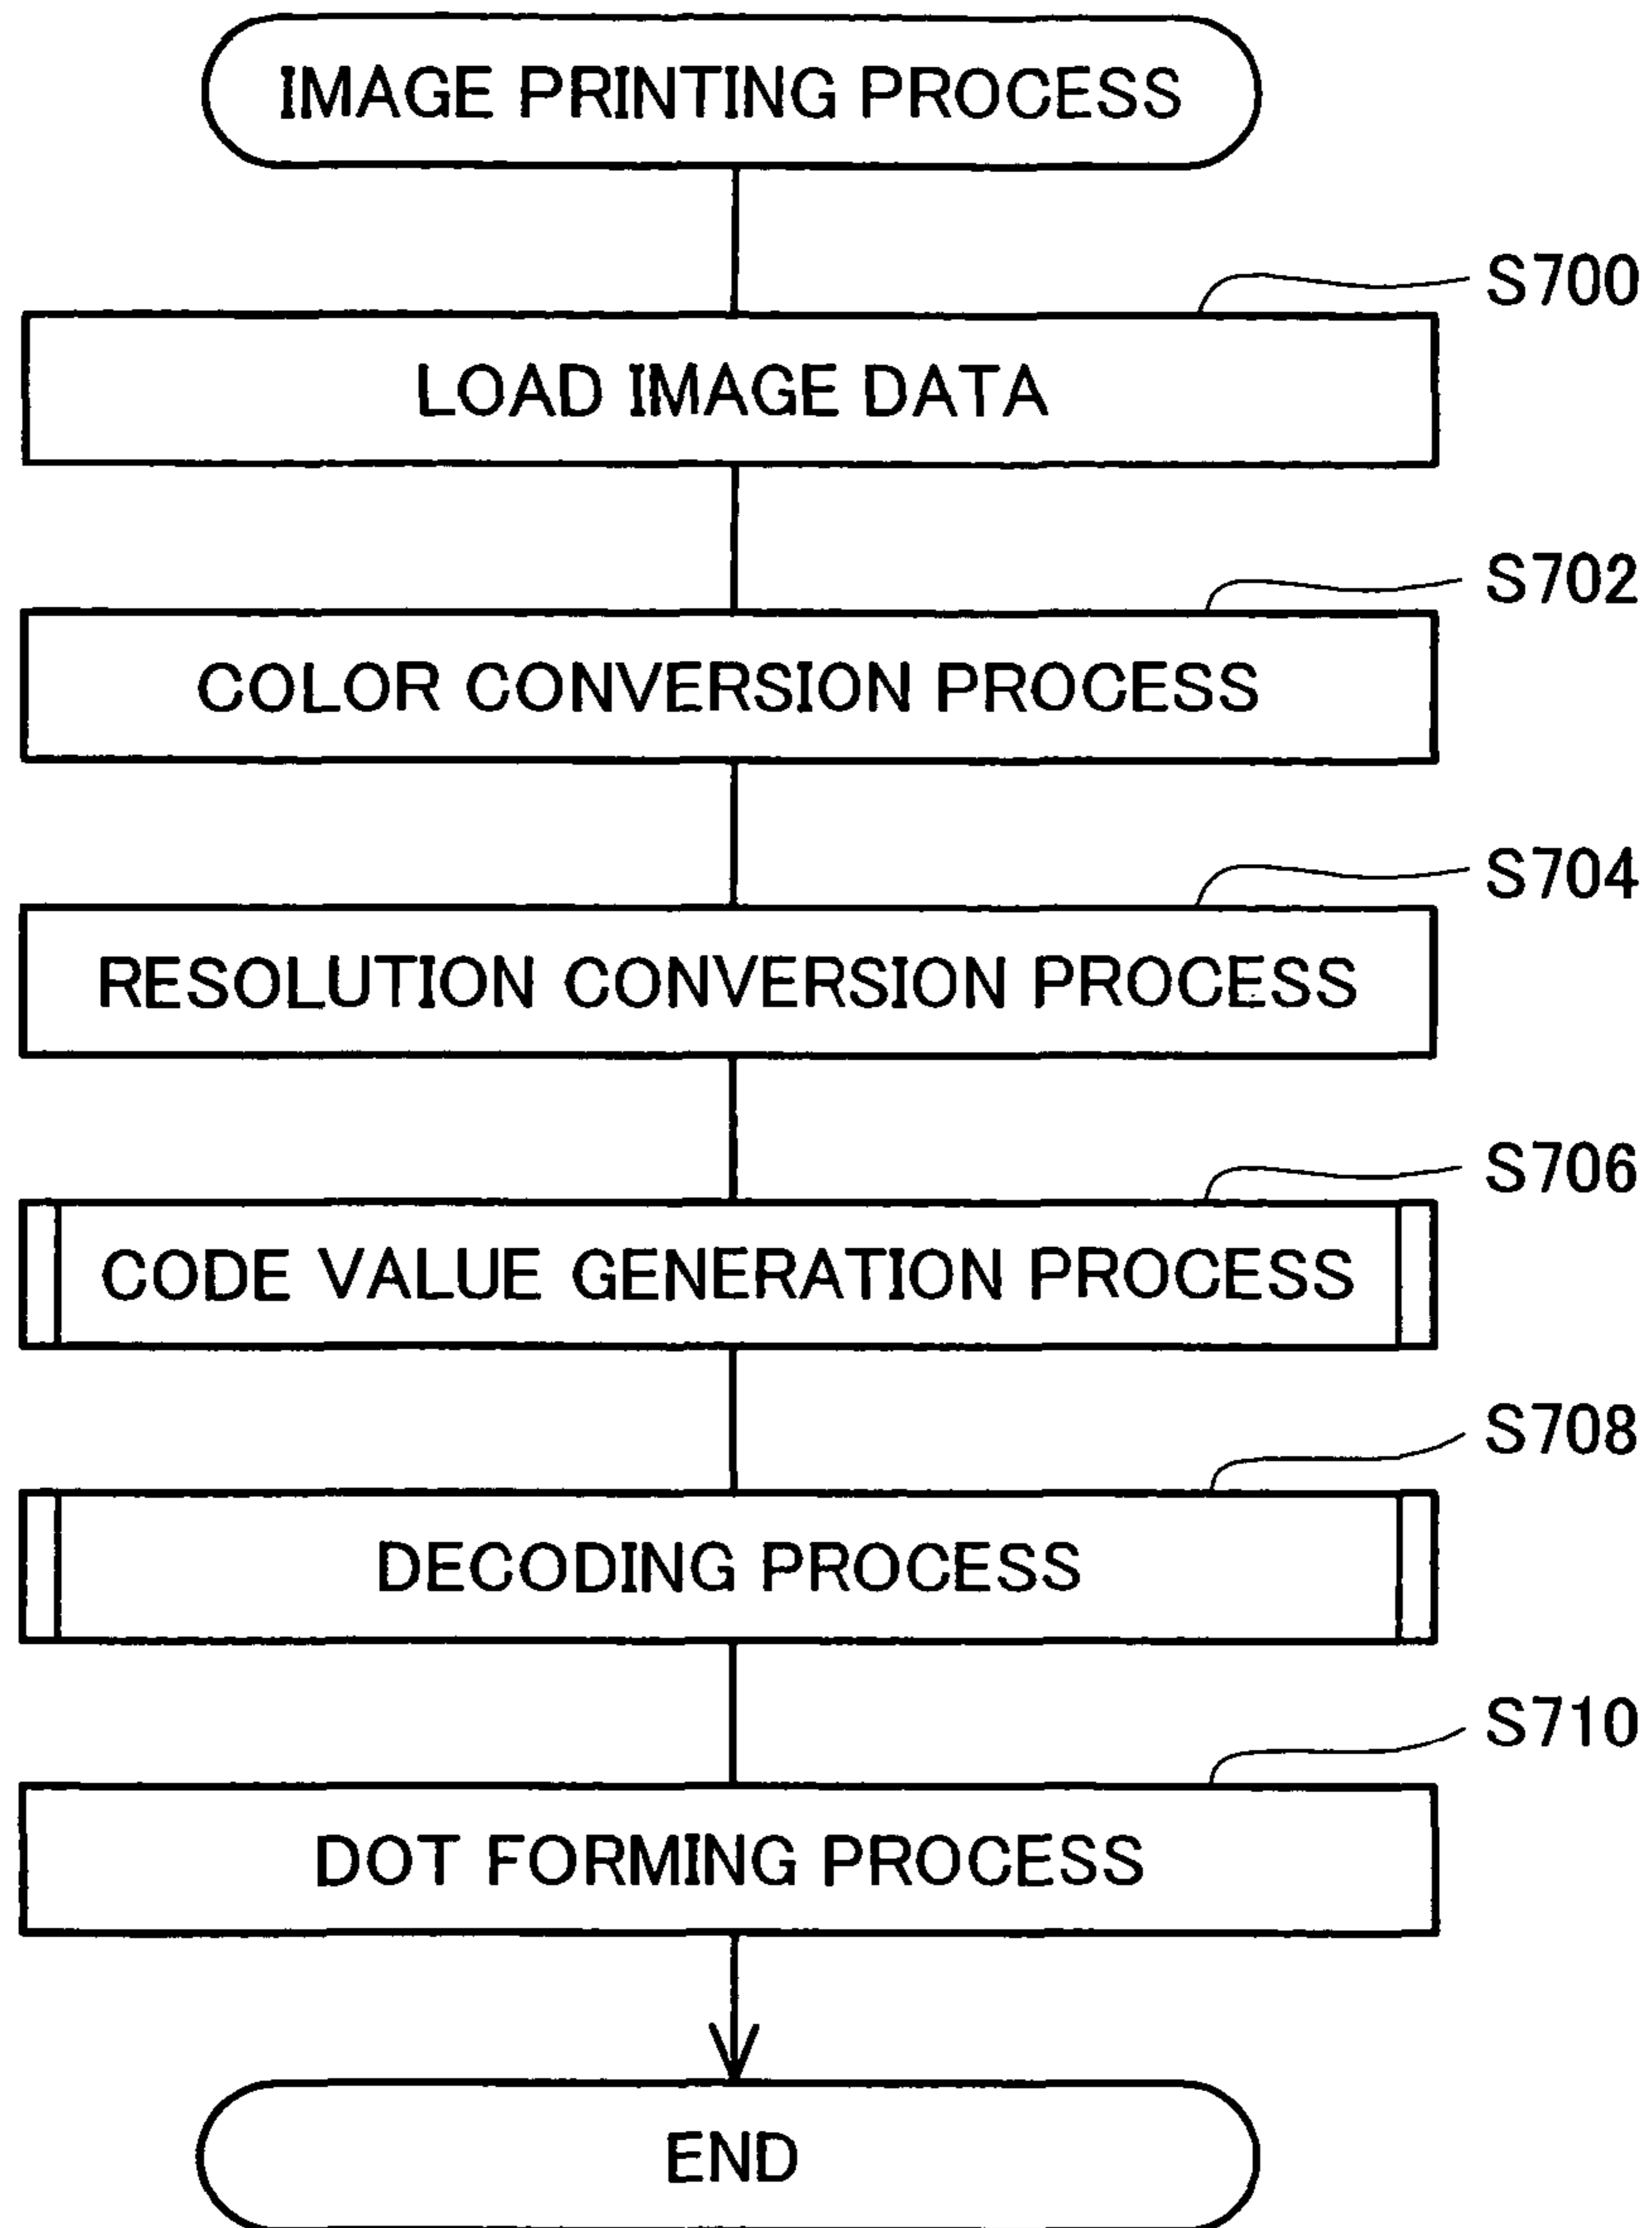 IMAGE PRINTING PROCESS
S700
LOAD IMAGE DATA
S702
COLOR CONVERSION PROCESS
S704
RESOLUTION CONVERSION PROCESS
S706
CODE VALUE GENERATION PROCESS
S708
DECODING PROCESS
S710
DOT FORMING PROCESS
END